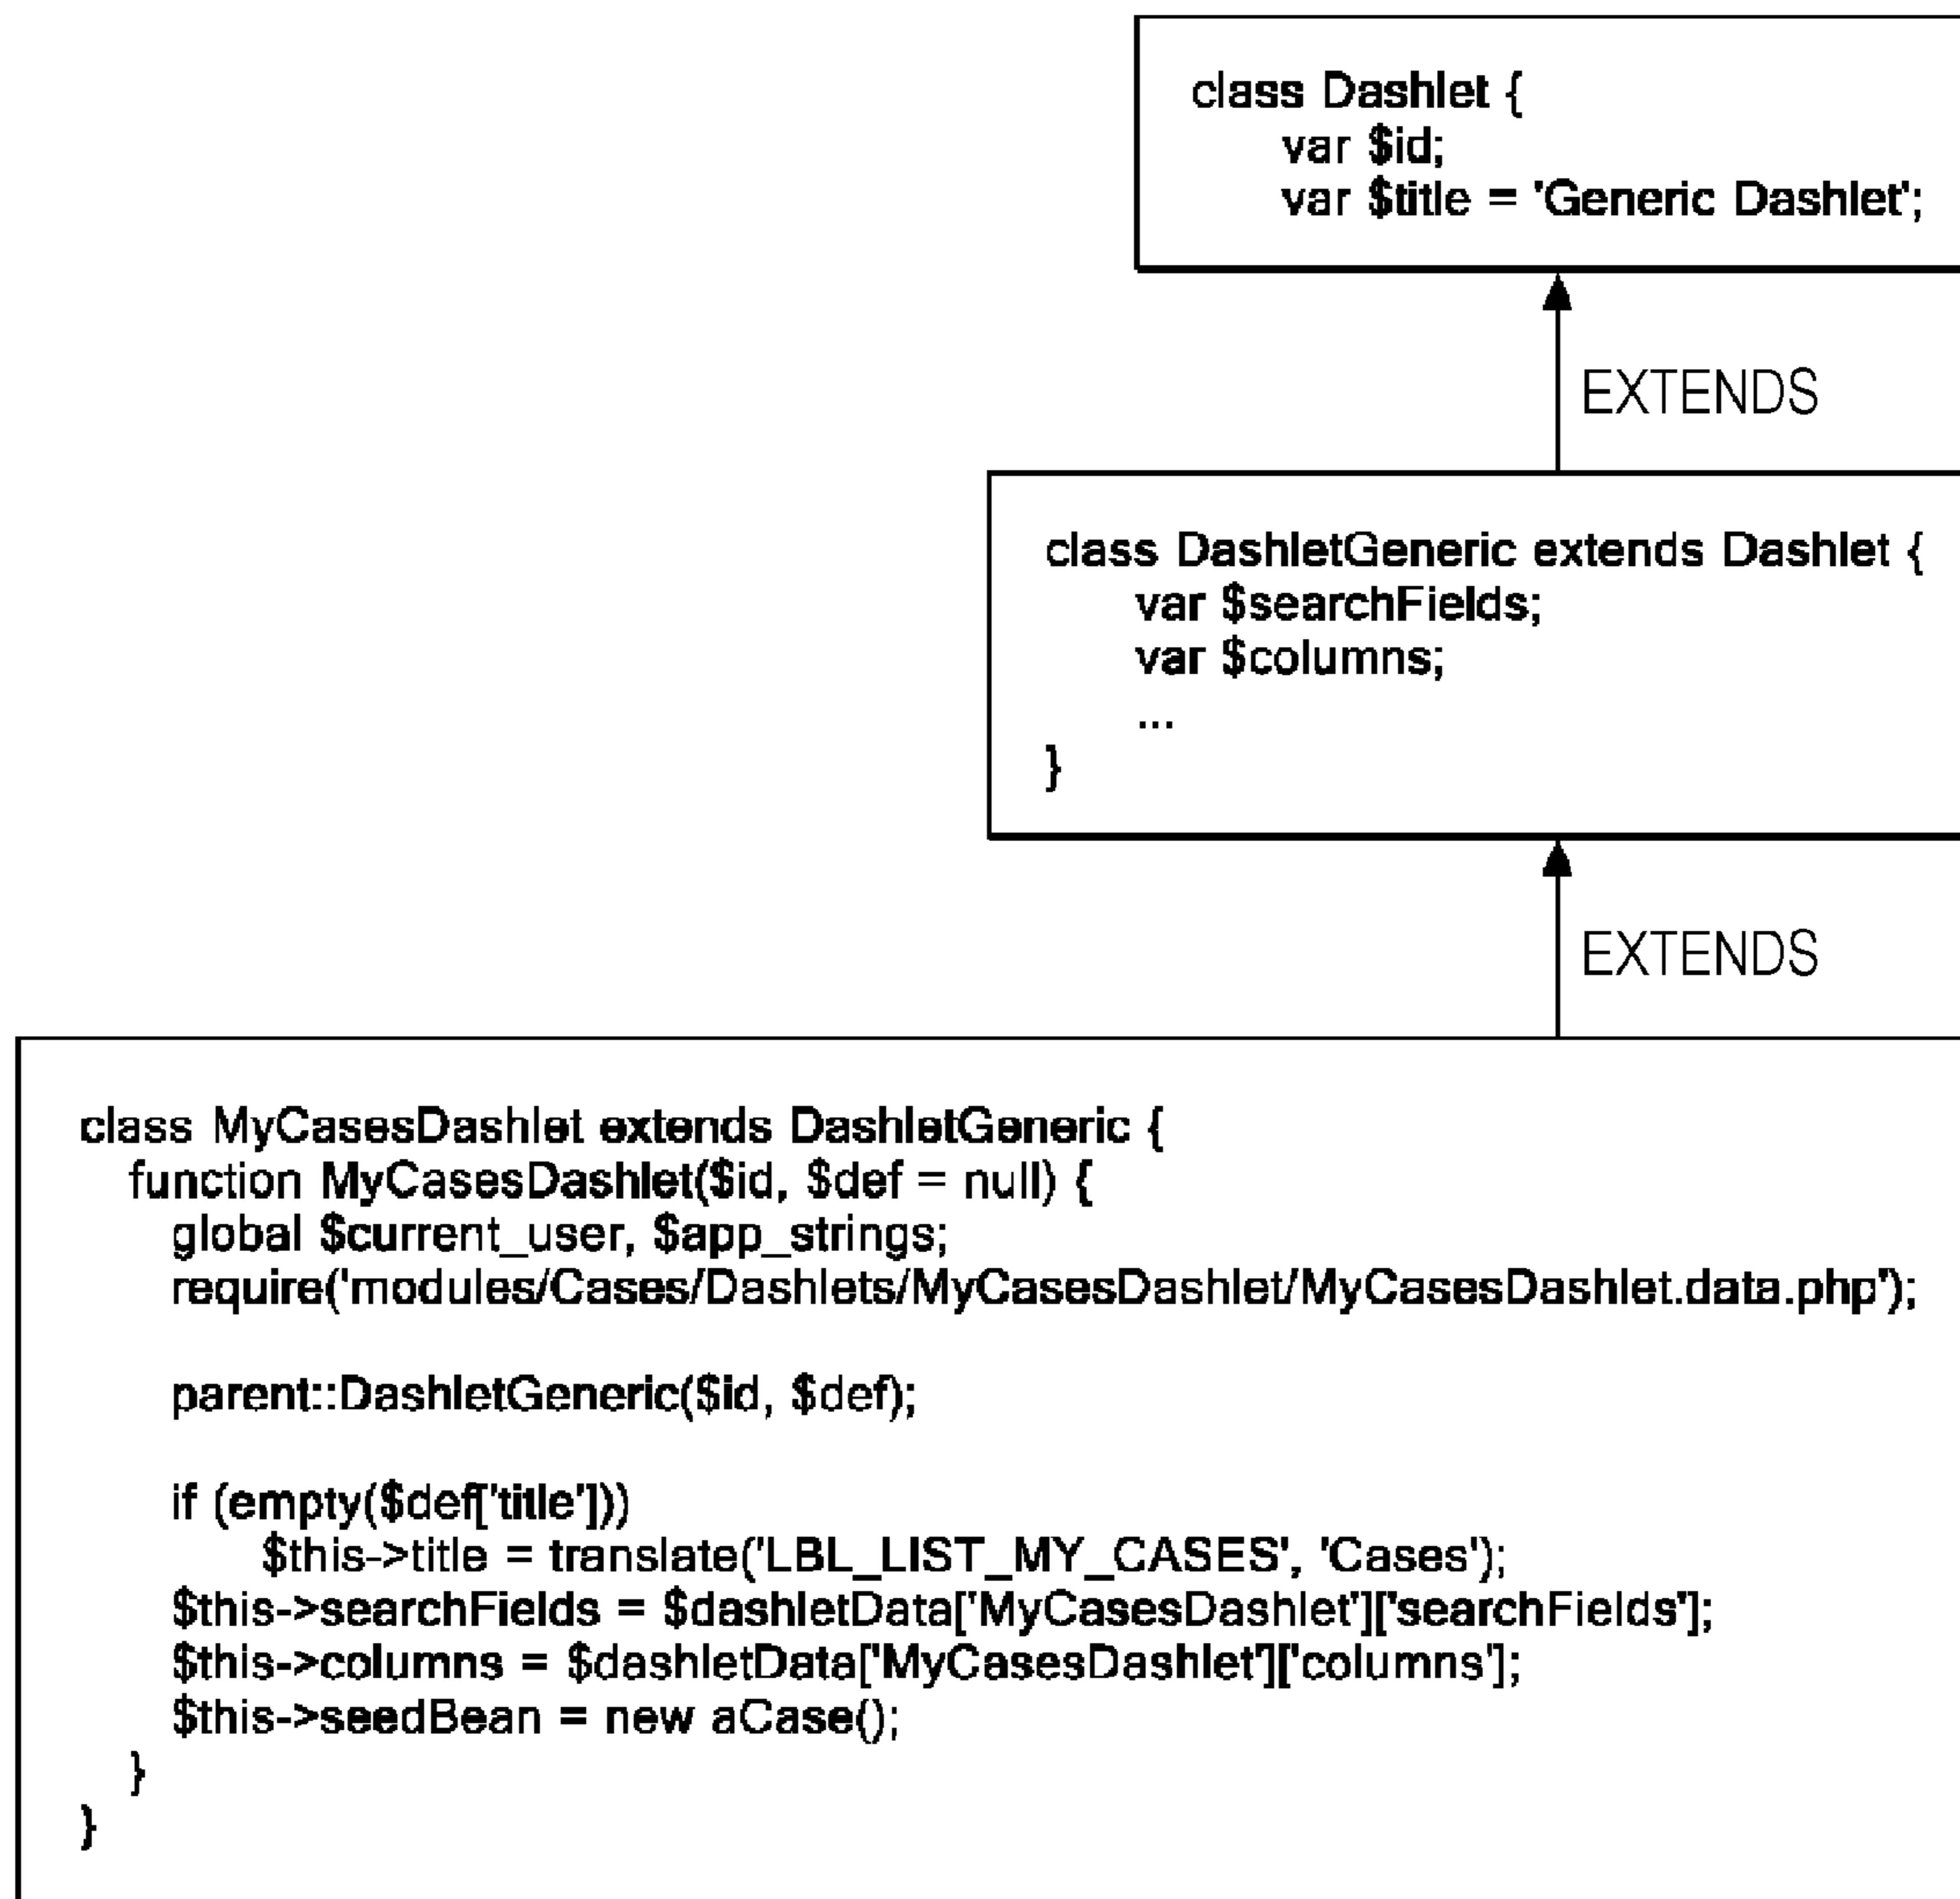 class Dashlet {
var $id;
var $title = 'Generic Dashlet';
EXTENDS
class DashletGeneric extends Dashlet {
var $searchFields;
var $columns;
...
}
EXTENDS
class MyCasesDashlet extends DashletGeneric {
function MyCasesDashlet($id, $def = null) {
global $current_user, $app_strings;
require('modules/Cases/Dashlets/MyCasesDashlet/MyCasesDashlet.data.php');
parent::DashletGeneric($id, $def);
if (empty($def['title']))
$this->title = translate('LBL_LIST_MY_CASES', 'Cases');
$this->searchFields = $dashletData['MyCasesDashlet']['searchFields'];
$this->columns = $dashletData['MyCasesDashlet']['columns'];
$this->seedBean = new aCase();
}
}